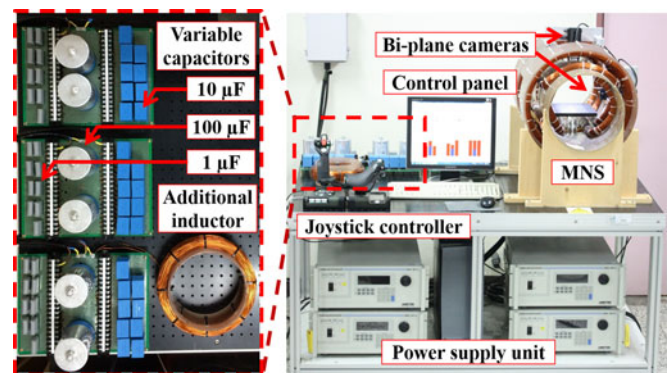 Variable
capacitors
10 µF
100 µF
1 µF
Additional
inductor
Bi-plane cameras
Control panel
MNS
Joystick controller
Power supply unit